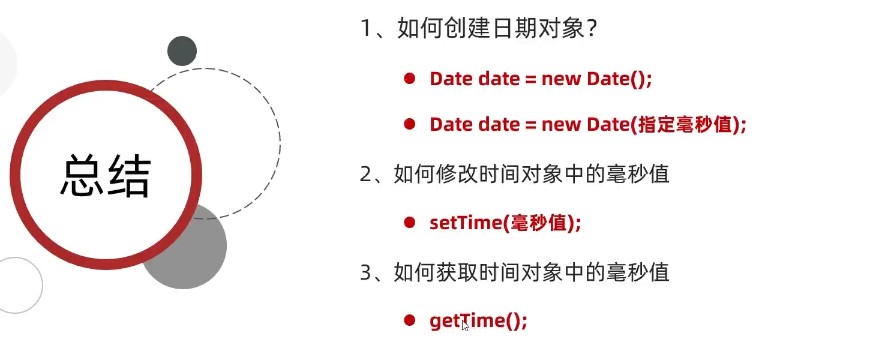 总结
1、如何创建日期对象？
Date date = new Date();
Date date = new Date(指定毫秒值);
2、如何修改时间对象中的毫秒值
setTime(毫秒值);
3、如何获取时间对象中的毫秒值
getTime();